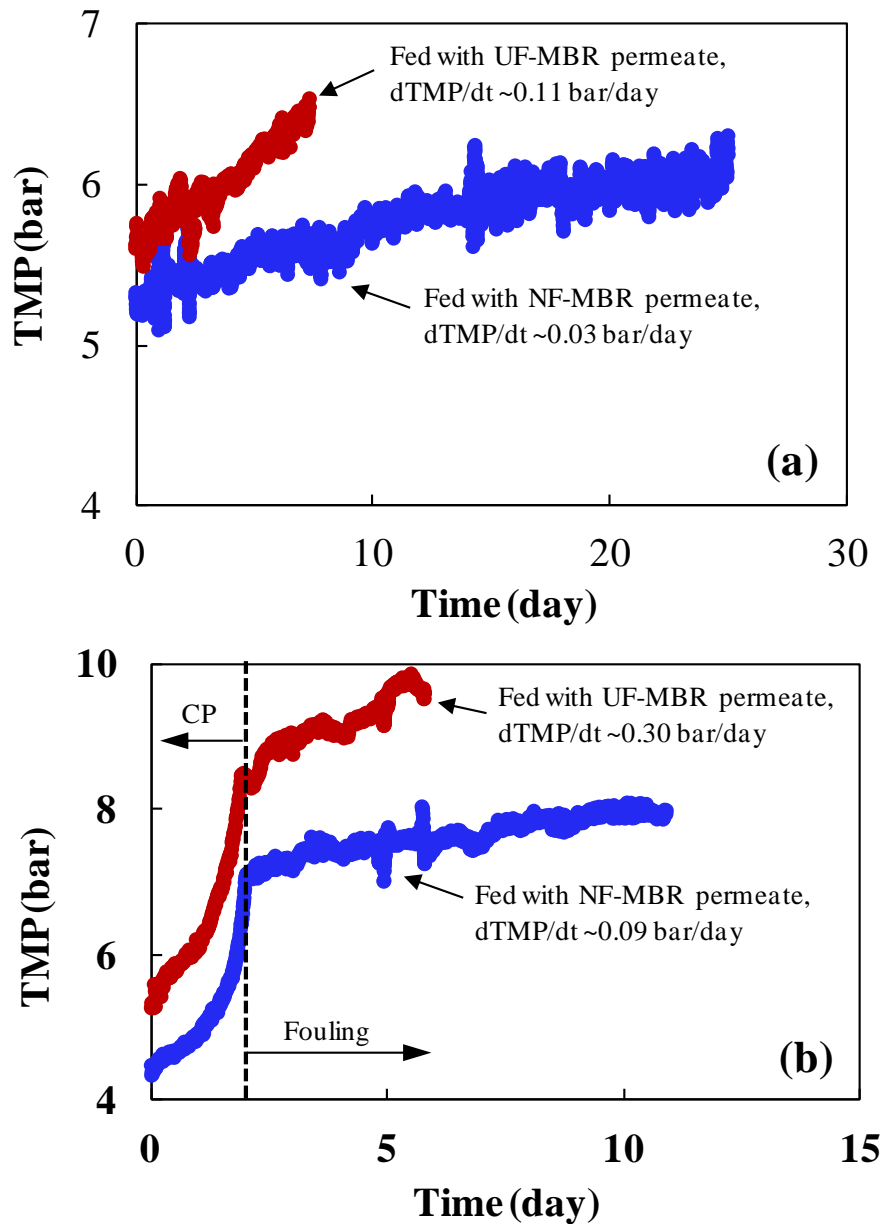 7
Fed with UF-MBR permeate,
dTMP/dt ~0.11 bar/day
6
TMP (bar)
Fed with NF-MBR permeate,
dTMP/dt ~0.03 bar/day
5
(a)
4
0
10
20
30
Time (day)
10
CP
Fed with UF-MBR permeate,
dTMP/dt ~0.30 bar/day
8
TMP (bar)
Fed with NF-MBR permeate,
dTMP/dt ~0.09 bar/day
6
Fouling
(b)
4
0
5
10
15
Time (day)